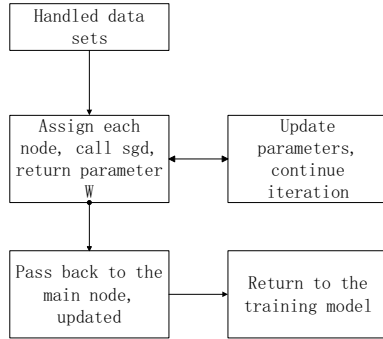 Handled data
sets
Assign each
node, call sgd,
return parameter
W
Update
parameters,
continue
iteration
Pass back to the
main node,
updated
Return to the
training model